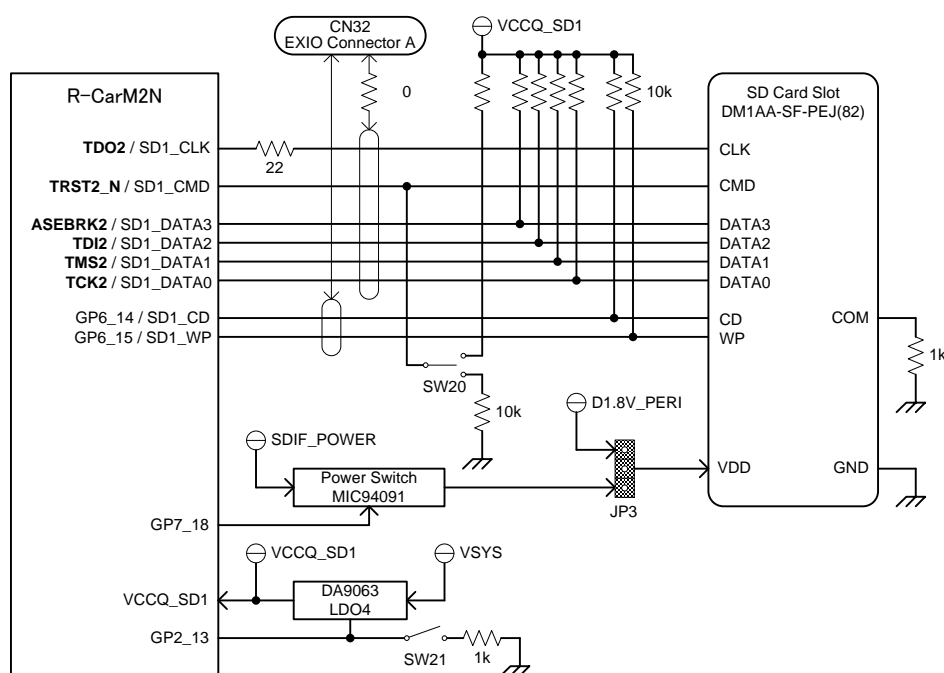 CN32
EXIO Connector A
VCCQ_SD1
R-CarM2N
0
10k
SD Card Slot
DM1AA-SF-PEJ(82)
TDO2 / SD1_CLK
22
CLK
TRST2_N / SD1_CMD
CMD
ASEBRK2 / SD1_DATA3
DATA3
TDI2 / SD1_DATA2
DATA2
TMS2 / SD1_DATA1
DATA1
TCK2 / SD1_DATA0
DATA0
GP6_14 / SD1_CD
CD
COM
GP6_15 / SD1_WP
WP
1k
SW20
10k
D1.8V_PERI
SDIF_POWER
Power Switch
MIC94091
VDD
GND
JP3
GP7_18
VCCQ_SD1
VSYS
VCCQ_SD1
DA9063
LDO4
GP2_13
SW21
1k